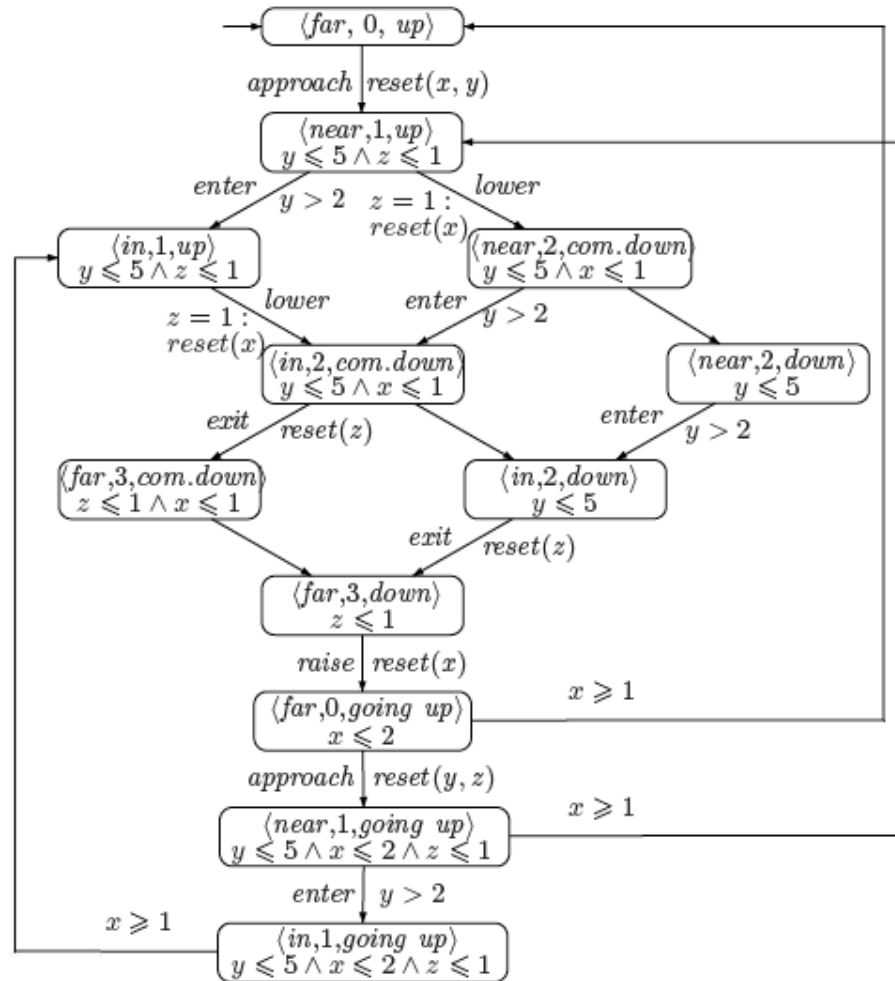 ⟨far, 0, up⟩
approach reset(x, y)
⟨near,1,up⟩
y ⩽ 5 ∧ z ⩽ 1
enter
y > 2
z = 1 :
reset(x)
lower
⟨in,1,up⟩
y ⩽ 5 ∧ z ⩽ 1
⟨near,2,com.down⟩
y ⩽ 5 ∧ x ⩽ 1
z = 1 :
reset(x)
lower
enter
y > 2
⟨in,2,com.down⟩
y ⩽ 5 ∧ x ⩽ 1
⟨near,2,down⟩
y ⩽ 5
exit reset(z)
enter y > 2
⟨far,3,com.down⟩
z ⩽ 1 ∧ x ⩽ 1
⟨in,2,down⟩
y ⩽ 5
exit reset(z)
⟨far,3,down⟩
z ⩽ 1
raise reset(x)
⟨far,0,going up⟩
x ⩽ 2
x ⩾ 1
approach reset(y, z)
⟨near,1,going up⟩
y ⩽ 5 ∧ x ⩽ 2 ∧ z ⩽ 1
x ⩾ 1
enter y > 2
x ⩾ 1
⟨in,1,going up⟩
y ⩽ 5 ∧ x ⩽ 2 ∧ z ⩽ 1